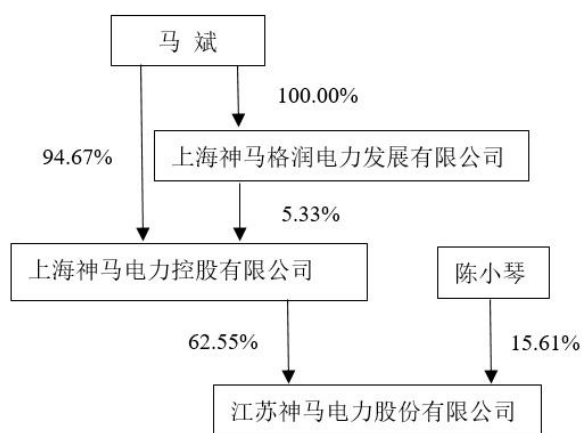 马 斌
100.00%
94.67%
上海神马格润电力发展有限公司
5.33%
上海神马电力控股有限公司
陈小琴
62.55%
15.61%
江苏神马电力股份有限公司